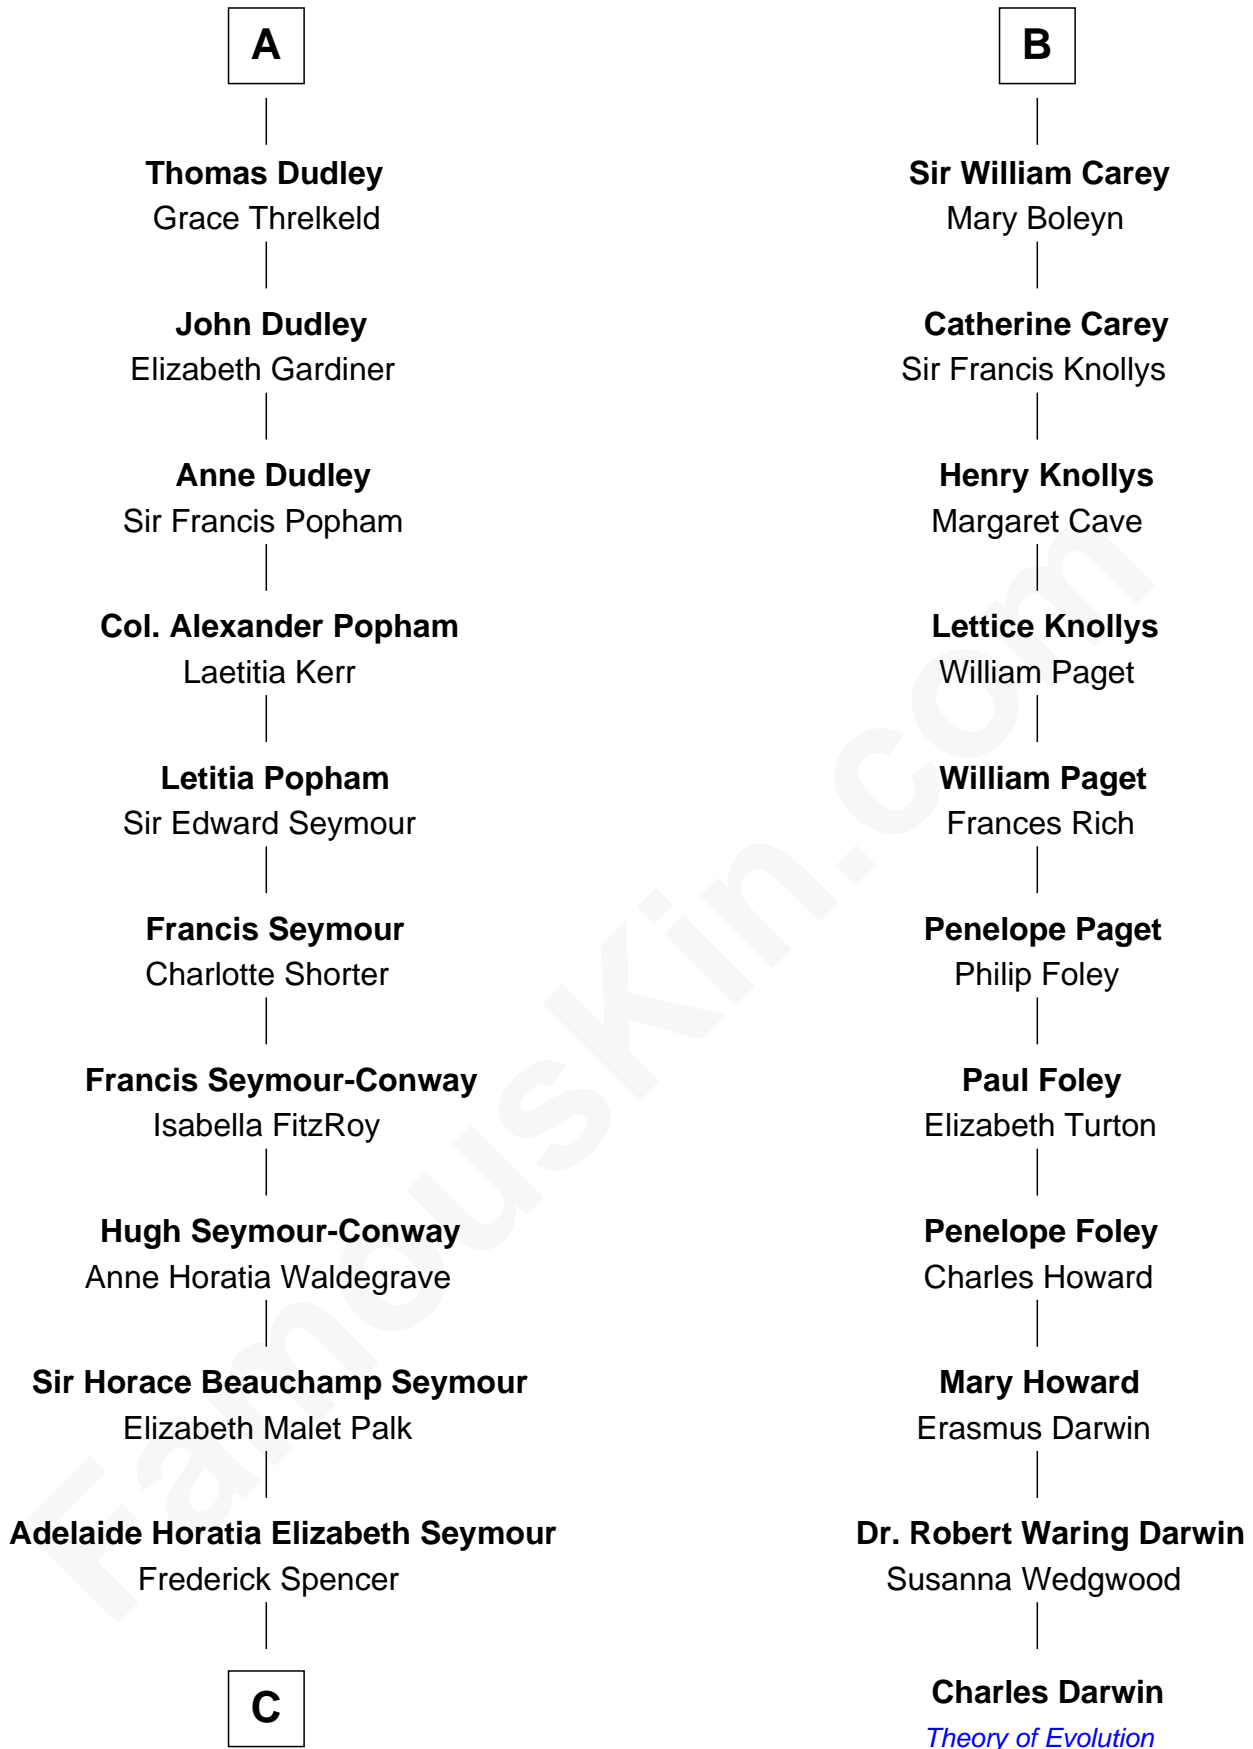 A
Thomas Dudley
Grace Threlkeld
John Dudley
Elizabeth Gardiner
Anne Dudley
Sir Francis Popham
Col. Alexander Popham
Laetitia Kerr
Letitia Popham
Sir Edward Seymour
Francis Seymour
Charlotte Shorter
Francis Seymour-Conway
Isabella FitzRoy
Hugh Seymour-Conway
Anne Horatia Waldegrave
Sir Horace Beauchamp Seymour
Elizabeth Malet Palk
Adelaide Horatia Elizabeth Seymour
Frederick Spencer
C
B
Sir William Carey
Mary Boleyn
Catherine Carey
Sir Francis Knollys
Henry Knollys
Margaret Cave
Lettice Knollys
William Paget
William Paget
Frances Rich
Penelope Paget
Philip Foley
Paul Foley
Elizabeth Turton
Penelope Foley
Charles Howard
Mary Howard
Erasmus Darwin
Dr. Robert Waring Darwin
Susanna Wedgwood
Charles Darwin
Theory of Evolution
FamousKin.com